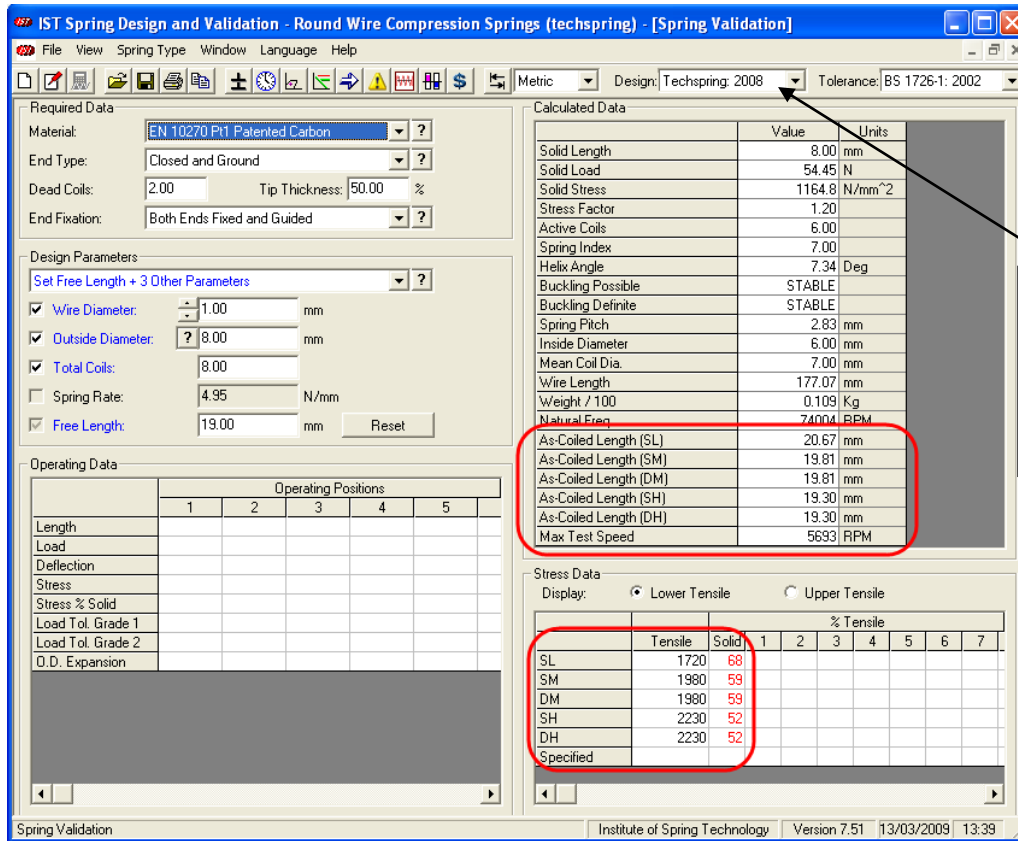 IST Spring Design and Validation - Round Wire Compression Springs (techspring) - [Spring Validation]
File View Spring Type Window Language Help
Metric Design: Techspring: 2008 Tolerance: BS 1726-1: 2002
Required Data
Material: EN 10270 Pt1 Patented Carbon ?
End Type: Closed and Ground ?
Dead Coils: 2.00 Tip Thickness: 50.00 %
End Fixation: Both Ends Fixed and Guided ?
Design Parameters
Set Free Length + 3 Other Parameters ?
Wire Diameter: 1.00 mm
Outside Diameter: ? 8.00 mm
Total Coils: 8.00
Spring Rate: 4.95 N/mm
Free Length: 19.00 mm Reset
Operating Data
Operating Positions
1 2 3 4 5
Length
Load
Deflection
Stress
Stress % Solid
Load Tol. Grade 1
Load Tol. Grade 2
O.D. Expansion
Calculated Data
Value Units
Solid Length 8.00 mm
Solid Load 54.45 N
Solid Stress 1164.8 N/mm^2
Stress Factor 1.20
Active Coils 6.00
Spring Index 7.00
Helix Angle 7.34 Deg
Buckling Possible STABLE
Buckling Definite STABLE
Spring Pitch 2.83 mm
Inside Diameter 6.00 mm
Mean Coil Dia. 7.00 mm
Wire Length 177.07 mm
Weight / 100 0.109 Kg
Natural Freq 74004 RPM
As-Coiled Length (SL) 20.67 mm
As-Coiled Length (SM) 19.81 mm
As-Coiled Length (DM) 19.81 mm
As-Coiled Length (SH) 19.30 mm
As-Coiled Length (DH) 19.30 mm
Max Test Speed 5693 RPM
Stress Data
Display: Lower Tensile Upper Tensile
% Tensile
Tensile Solid 1 2 3 4 5 6 7
SL 1720 68
SM 1980 59
DM 1980 59
SH 2230 52
DH 2230 52
Specified
Spring Validation Institute of Spring Technology Version 7.51 13/03/2009 13:39